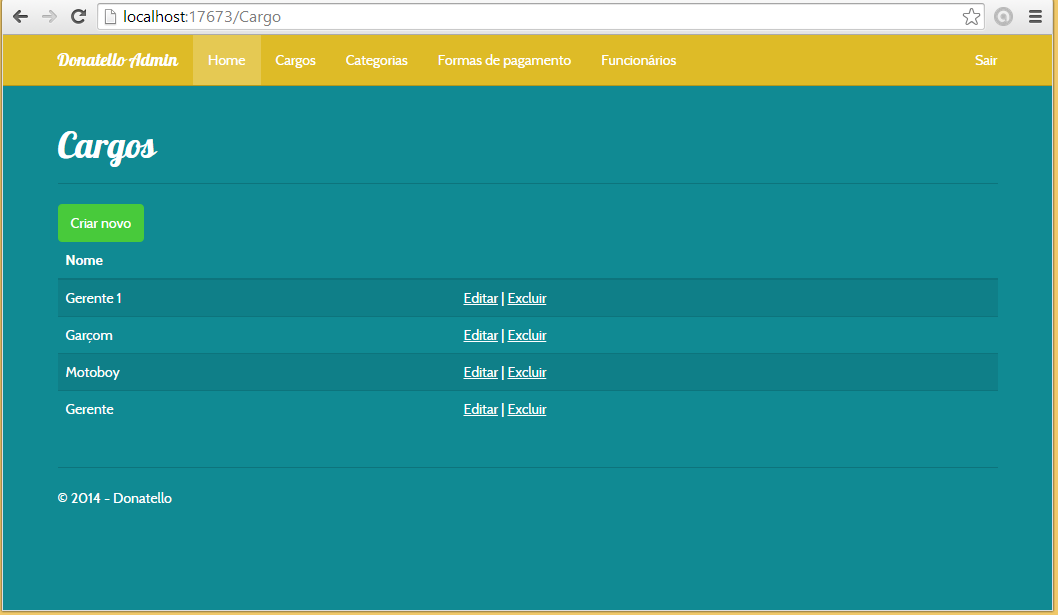 localhost:17673/Cargo
Donatello Admin Home Cargos Categorias Formas de pagamento Funcionários Sair
Cargos
Criar novo
Nome
Gerente 1 Editar | Excluir
Garçom Editar | Excluir
Motoboy Editar | Excluir
Gerente Editar | Excluir
© 2014 - Donatello